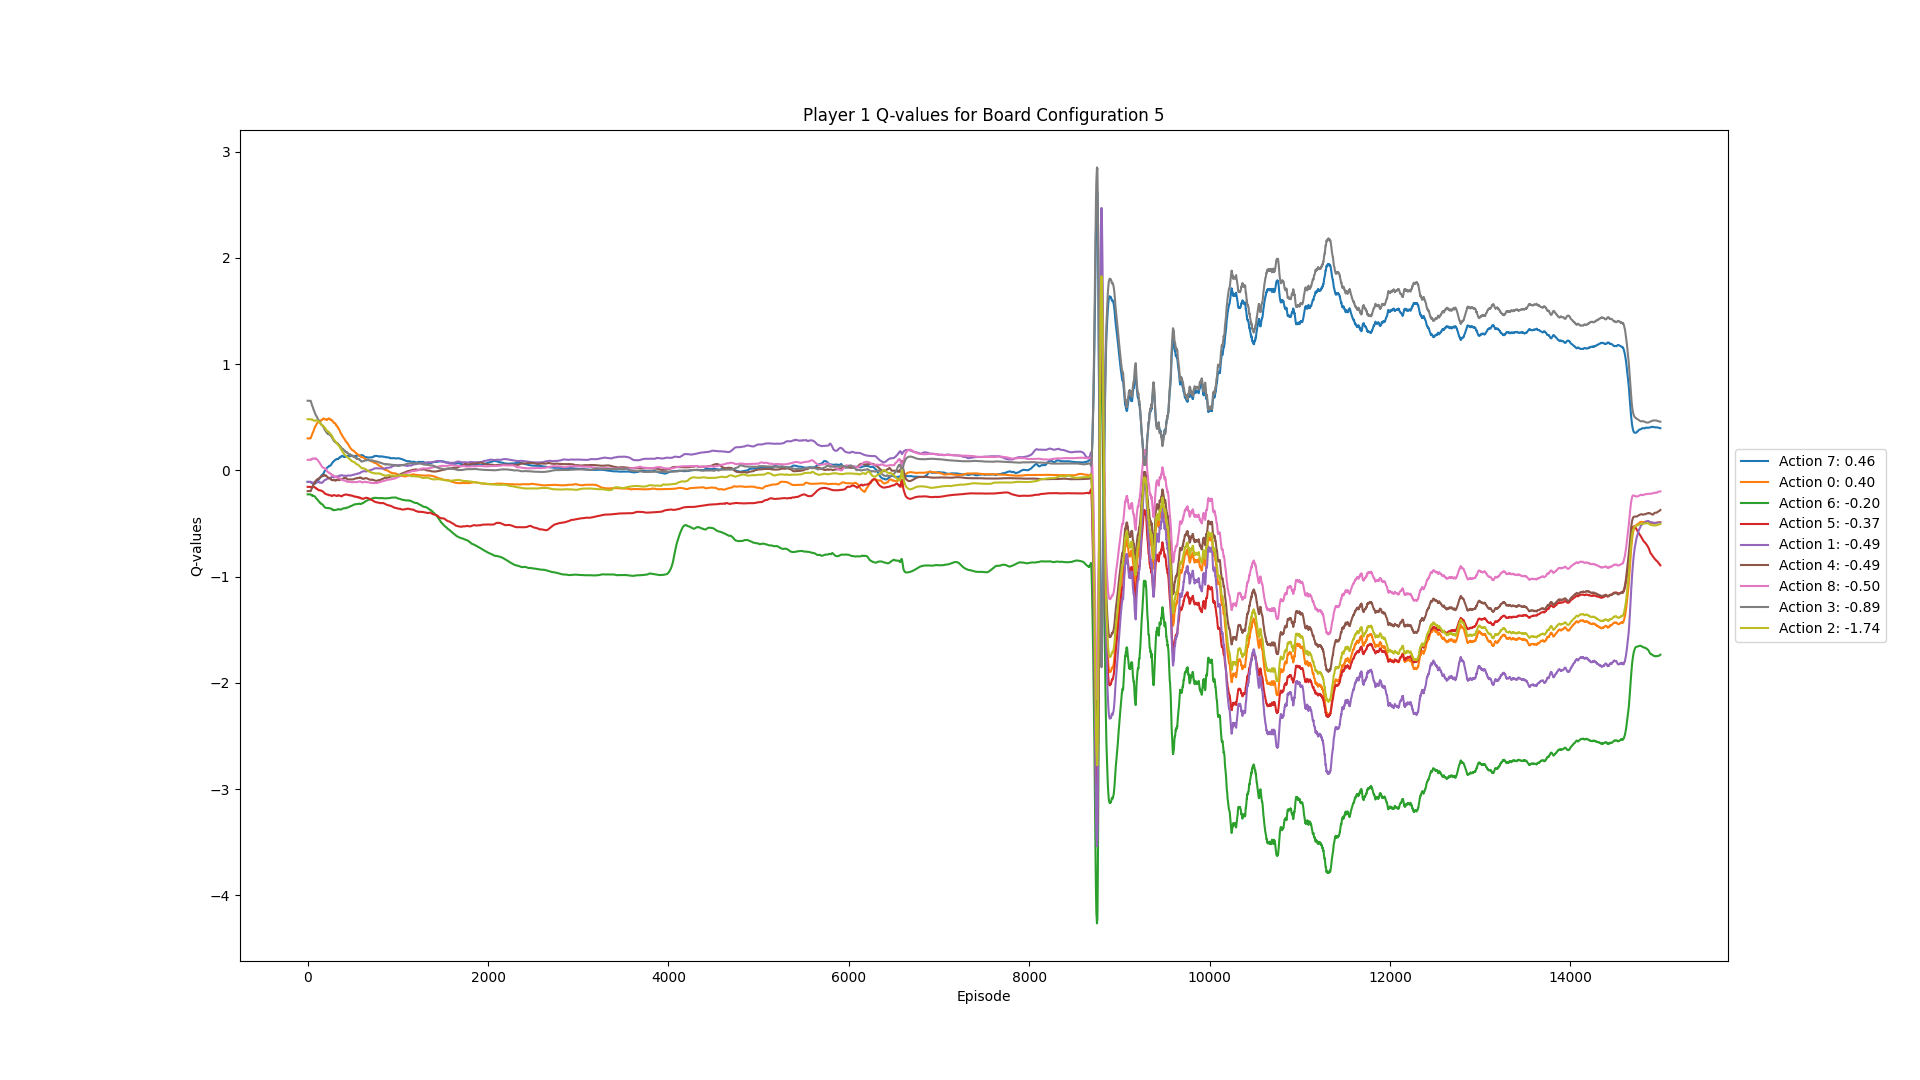 Player 1 Q-values for Board Configuration 5
3
2
1
0
−1
−2
−3
−4
Q-values
0 2000 4000 6000 8000 10000 12000 14000
Episode
Action 7: 0.46
Action 0: 0.40
Action 6: -0.20
Action 5: -0.37
Action 1: -0.49
Action 4: -0.49
Action 8: -0.50
Action 3: -0.89
Action 2: -1.74